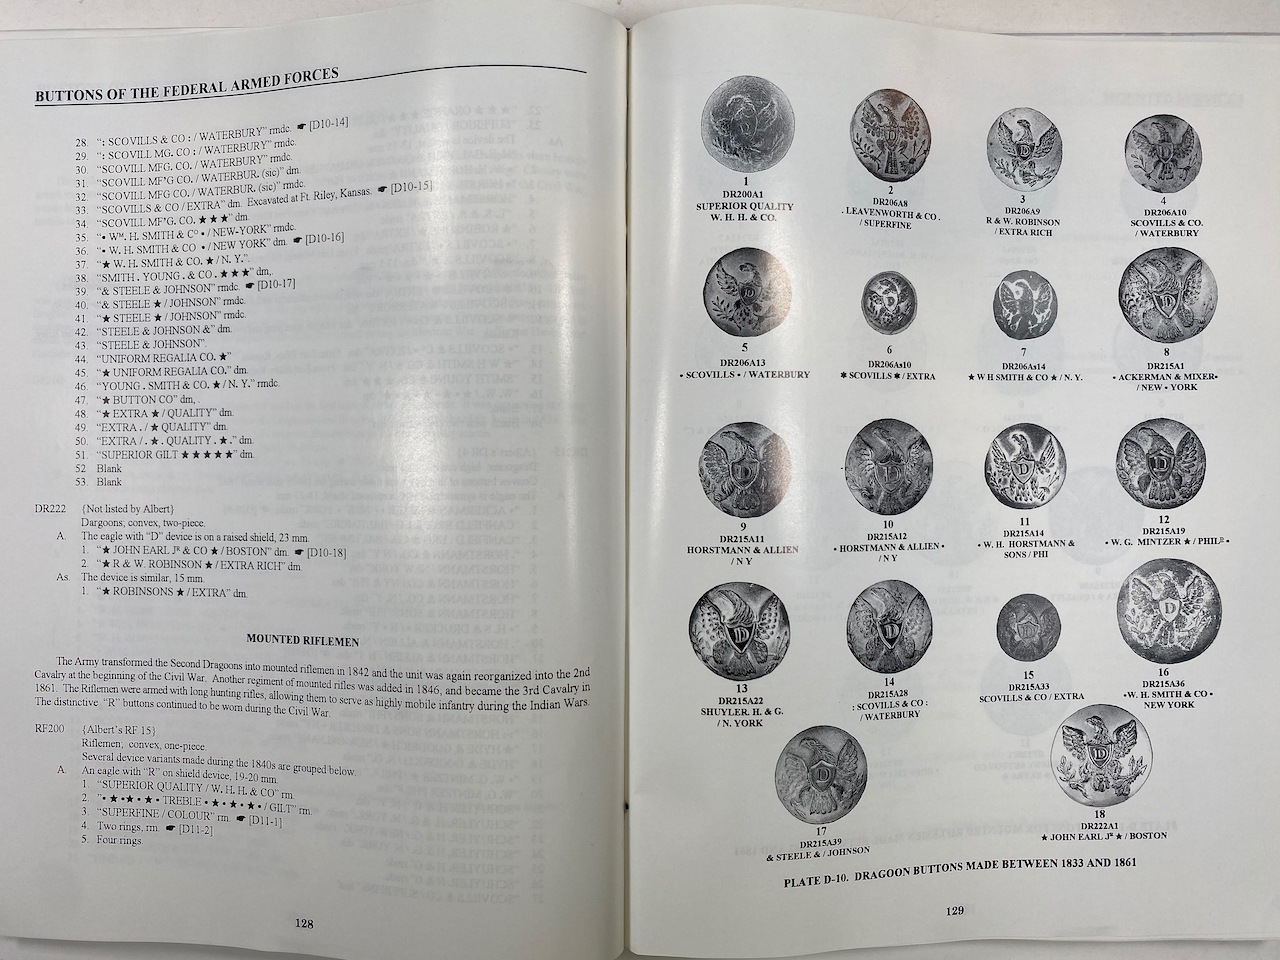 BUTTONS OF THE FEDERAL ARMED FORCES
28. “: SCOVILLS & CO : / WATERBURY” rmdc. ☛ [D10-14]
29. “: SCOVILL MG. CO : / WATERBURY” rmdc.
30. “SCOVILL MFG. CO. / WATERBURY” rmdc.
31. “SCOVILL MF'G CO. / WATERBUR. (sic)” dm.
32. “SCOVILL MFG CO. / WATERBUR. (sic)” rmdc.
33. “SCOVILLS & CO / EXTRA” dm. Excavated at Ft. Riley, Kansas. ☛ [D10-15]
34. “SCOVILL MF'G. CO. ★★★” dm.
35. “• Wᴹ. H. SMITH & Cº • / NEW-YORK” rmdc.
36. “• W. H. SMITH & CO • / NEW YORK” dm. ☛ [D10-16]
37. “★ W. H. SMITH & CO. ★ / N. Y.”.
38. “SMITH . YOUNG . & CO . ★★★” dm,.
39. “& STEELE & JOHNSON” rmdc. ☛ [D10-17]
40. “& STEELE ★ / JOHNSON” rmdc.
41. “★ STEELE ★ / JOHNSON” rmdc.
42. “STEELE & JOHNSON &” dm.
43. “STEELE & JOHNSON”.
44. “UNIFORM REGALIA CO. ★”
45. “★ UNIFORM REGALIA CO.” dm.
46. “YOUNG . SMITH & CO. ★ / N. Y.” rmdc.
47. “★ BUTTON CO” dm,.
48. “★ EXTRA ★ / QUALITY” dm.
49. “EXTRA . / ★ QUALITY” dm.
50. “EXTRA / . ★ . QUALITY . ★ .” dm.
51. “SUPERIOR GILT ★★★★★” dm.
52 Blank
53. Blank
DR222 {Not listed by Albert}
Dargoons; convex, two-piece.
A. The eagle with “D” device is on a raised shield, 23 mm.
1. “★ JOHN EARL Jᴿ & CO ★ / BOSTON” dm. ☛ [D10-18]
2. “★ R & W. ROBINSON ★ / EXTRA RICH” dm.
As. The device is similar, 15 mm.
1. “★ ROBINSONS ★ / EXTRA” dm.
MOUNTED RIFLEMEN
The Army transformed the Second Dragoons into mounted riflemen in 1842 and the unit was again reorganized into the 2nd
Cavalry at the beginning of the Civil War. Another regiment of mounted rifles was added in 1846, and became the 3rd Cavalry in
1861. The Riflemen were armed with long hunting rifles, allowing them to serve as highly mobile infantry during the Indian Wars.
The distinctive “R” buttons continued to be worn during the Civil War.
RF200 {Albert's RF 15}
Riflemen; convex, one-piece.
Several device variants made during the 1840s are grouped below.
A. An eagle with “R” on shield device, 19-20 mm.
1. “SUPERIOR QUALITY / W. H. H. & CO” rm.
2. “• ★ • ★ • ★ • TREBLE • ★ • ★ • ★ • / GILT” rm.
3. “SUPERFINE / COLOUR” rm. ☛ [D11-1]
4. Two rings, rm. ☛ [D11-2]
5. Four rings.
128
1
DR200A1
SUPERIOR QUALITY
W. H. H. & CO.
2
DR206A8
. LEAVENWORTH & CO .
/ SUPERFINE
3
DR206A9
R & W. ROBINSON
/ EXTRA RICH
4
DR206A10
SCOVILLS & CO.
/ WATERBURY
5
DR206A13
• SCOVILLS • / WATERBURY
6
DR206As10
✱ SCOVILLS ✱ / EXTRA
7
DR206As14
★ W H SMITH & CO ★ / N. Y.
8
DR215A1
• ACKERMAN & MIXER•
/ NEW • YORK
9
DR215A11
HORSTMANN & ALLIEN
/ N Y
10
DR215A12
• HORSTMANN & ALLIEN •
/ N Y
11
DR215A14
• W. H. HORSTMANN &
SONS / PHI
12
DR215A19
• W. G. MINTZER ★ / PHILᴰ •
13
DR215A22
SHUYLER. H. & G.
/ N. YORK
14
DR215A28
: SCOVILLS & CO :
/ WATERBURY
15
DR215A33
SCOVILLS & CO / EXTRA
16
DR215A36
•W. H. SMITH & CO •
NEW YORK
17
DR215A39
& STEELE & / JOHNSON
18
DR222A1
★ JOHN EARL Jᴿ ★ / BOSTON
PLATE D-10. DRAGOON BUTTONS MADE BETWEEN 1833 AND 1861
129